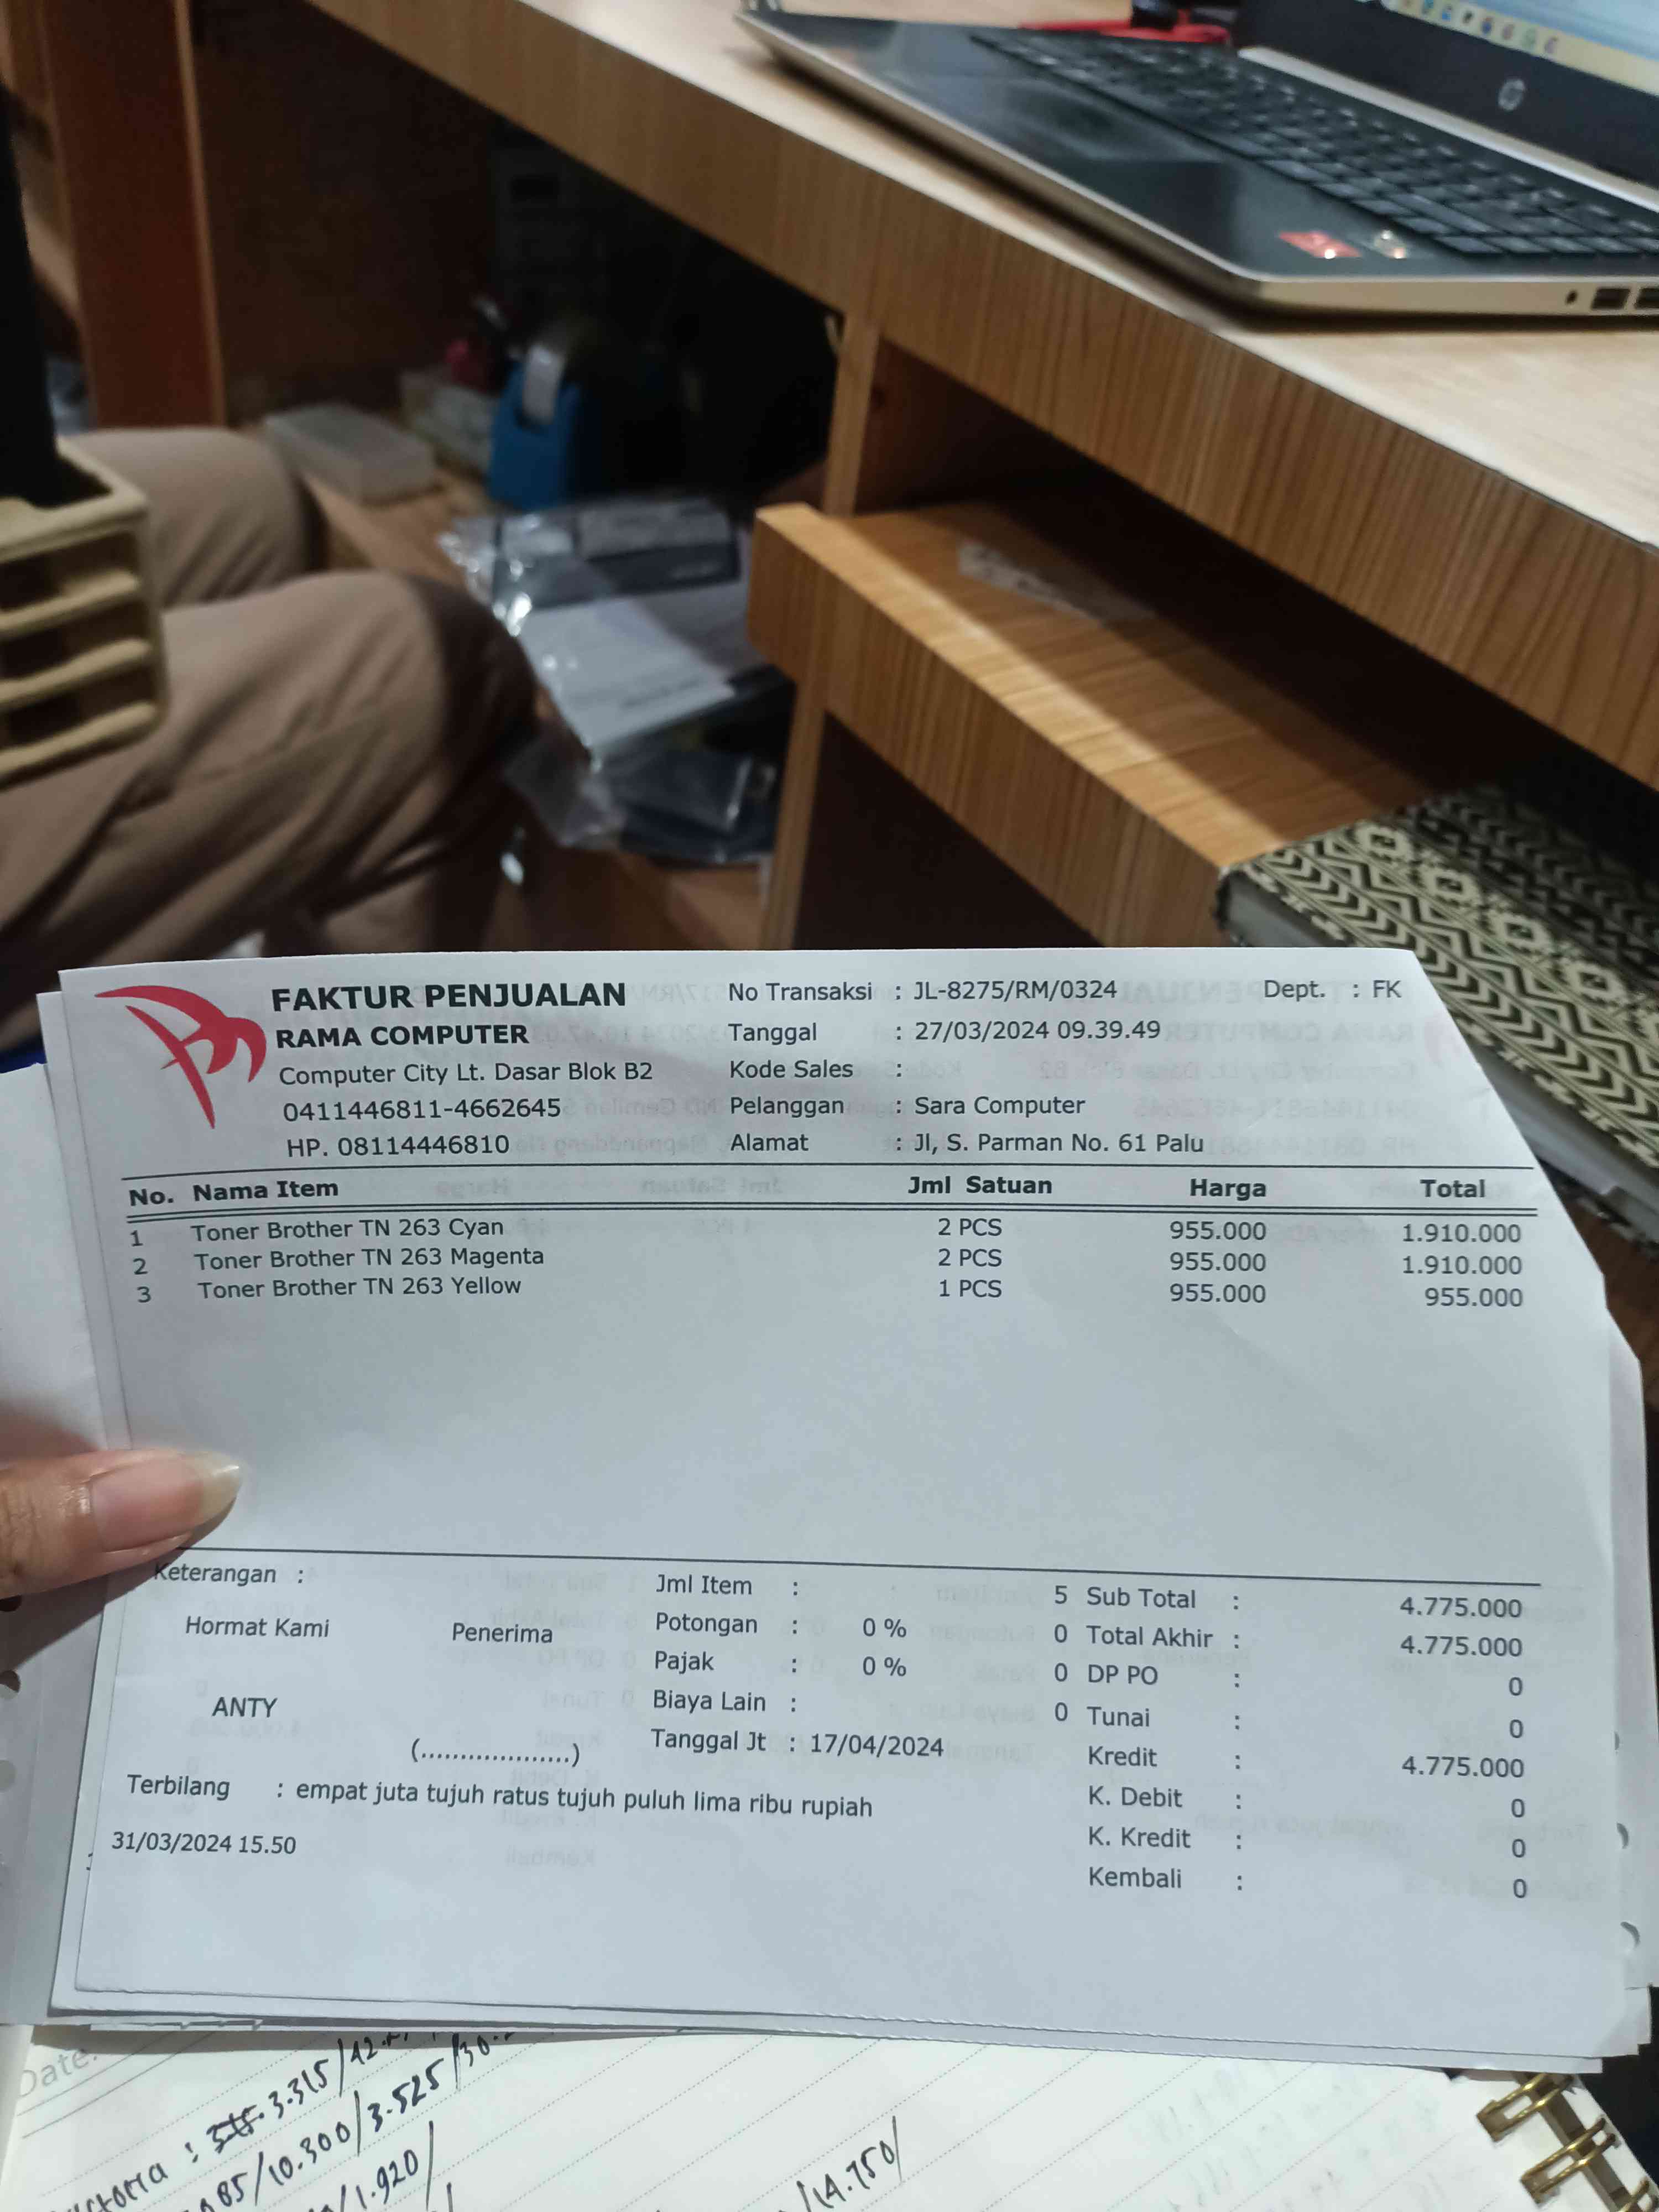 FAKTUR PENJUALAN
RAMA COMPUTER
Computer City Lt. Dasar Blok B2
0411446811-4662645
HP. 08114446810
No Transaksi : JL-8275/RM/0324 Dept. : FK
Tanggal : 27/03/2024 09.39.49
Kode Sales :
Pelanggan : Sara Computer
Alamat : Jl, S. Parman No. 61 Palu
No. Nama Item Jml Satuan Harga Total
1 Toner Brother TN 263 Cyan 2 PCS 955.000 1.910.000
2 Toner Brother TN 263 Magenta 2 PCS 955.000 1.910.000
3 Toner Brother TN 263 Yellow 1 PCS 955.000 955.000
Keterangan :
Hormat Kami Penerima
ANTY
(...................)
Jml Item : 5
Potongan : 0 % 0
Pajak : 0 % 0
Biaya Lain : 0
Tanggal Jt : 17/04/2024
Sub Total : 4.775.000
Total Akhir : 4.775.000
DP PO : 0
Tunai : 0
Kredit : 4.775.000
K. Debit : 0
K. Kredit : 0
Kembali : 0
Terbilang : empat juta tujuh ratus tujuh puluh lima ribu rupiah
31/03/2024 15.50
Date:
3.315/
85/10.300/3.525/30.
/1.920/
/14.750/
hp